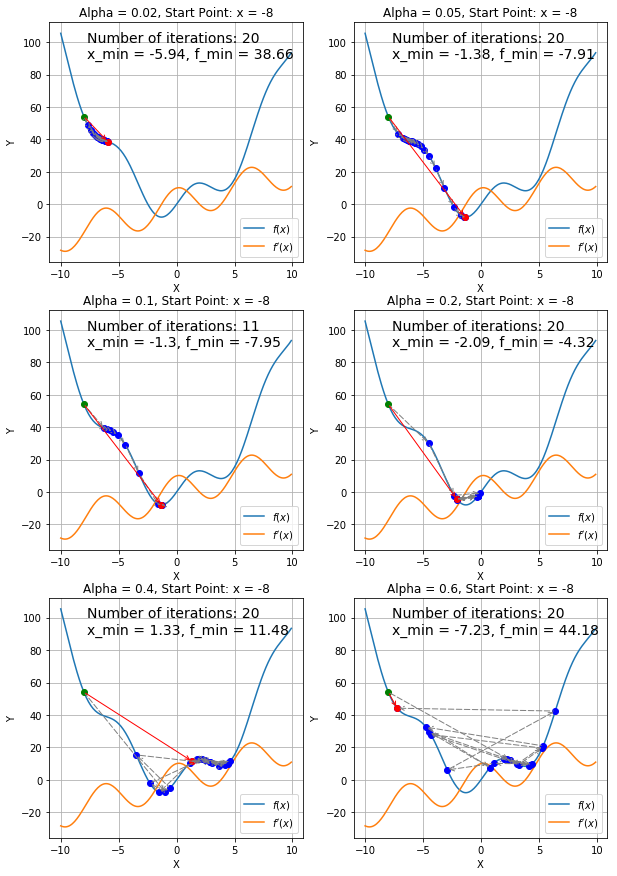 Alpha = 0.02, Start Point: x = -8
Number of iterations: 20
x_min = -5.94, f_min = 38.66
100
80
60
40
20
0
−20
Y
−10
−5
0
5
10
X
f(x)
f′(x)
Alpha = 0.05, Start Point: x = -8
Number of iterations: 20
x_min = -1.38, f_min = -7.91
100
80
60
40
20
0
−20
Y
−10
−5
0
5
10
X
f(x)
f′(x)
Alpha = 0.1, Start Point: x = -8
Number of iterations: 11
x_min = -1.3, f_min = -7.95
100
80
60
40
20
0
−20
Y
−10
−5
0
5
10
X
f(x)
f′(x)
Alpha = 0.2, Start Point: x = -8
Number of iterations: 20
x_min = -2.09, f_min = -4.32
100
80
60
40
20
0
−20
Y
−10
−5
0
5
10
X
f(x)
f′(x)
Alpha = 0.4, Start Point: x = -8
Number of iterations: 20
x_min = 1.33, f_min = 11.48
100
80
60
40
20
0
−20
Y
−10
−5
0
5
10
X
f(x)
f′(x)
Alpha = 0.6, Start Point: x = -8
Number of iterations: 20
x_min = -7.23, f_min = 44.18
100
80
60
40
20
0
−20
Y
−10
−5
0
5
10
X
f(x)
f′(x)